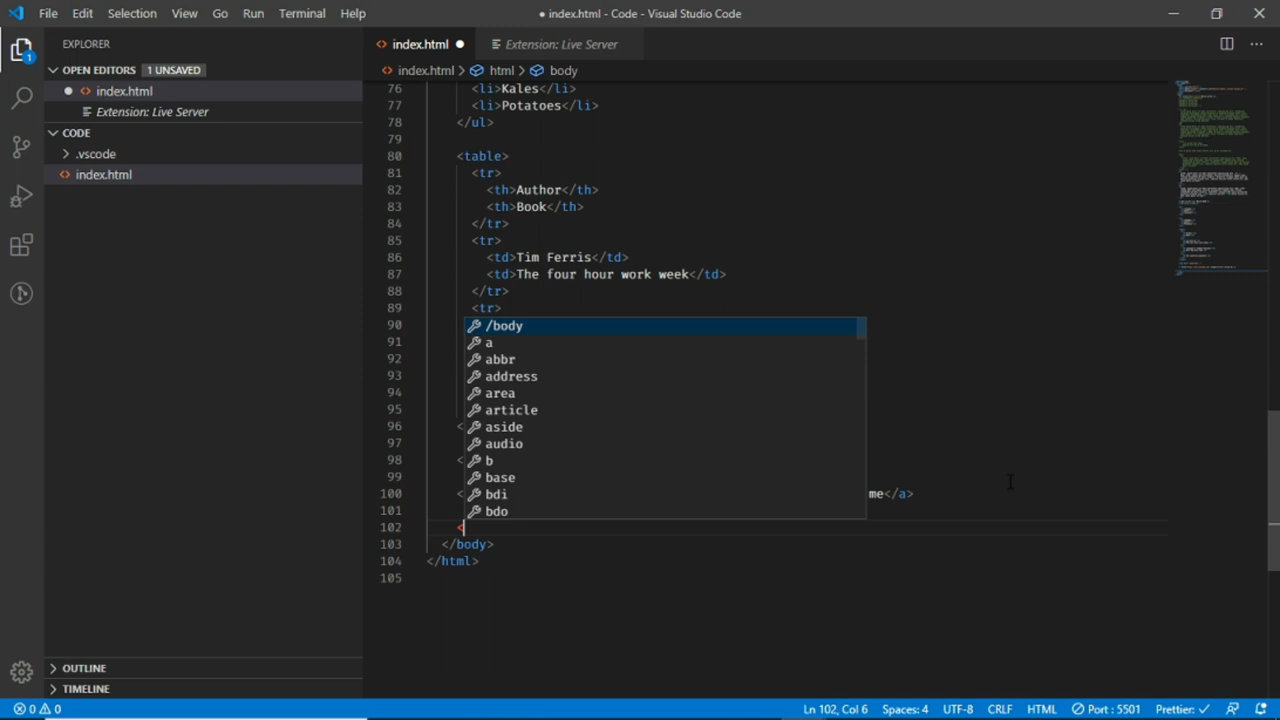 File Edit Selection View Go Run Terminal Help
● index.html - Code - Visual Studio Code
EXPLORER
OPEN EDITORS 1 UNSAVED
index.html
Extension: Live Server
CODE
.vscode
index.html
OUTLINE
TIMELINE
1
index.html
Extension: Live Server
index.html > html > body
76 <li>Kales</li>
77 <li>Potatoes</li>
78 </ul>
79
80 <table>
81 <tr>
82 <th>Author</th>
83 <th>Book</th>
84 </tr>
85 <tr>
86 <td>Tim Ferris</td>
87 <td>The four hour work week</td>
88 </tr>
89 <tr>
90 /body
91 a
92 abbr
93 address
94 area
95 article
96 < aside
97 audio
98 < b
99 base
100 < bdi me</a>
101 bdo
102 <
103 </body>
104 </html>
105
0 0 Ln 102, Col 6 Spaces: 4 UTF-8 CRLF HTML Port : 5501 Prettier: ✓